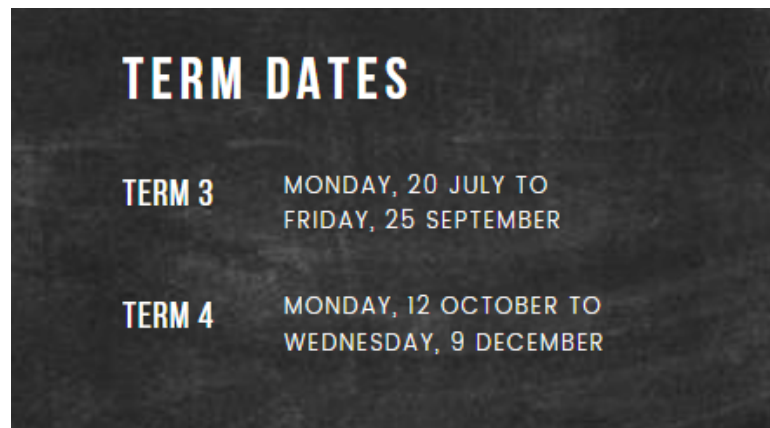 TERM DATES
TERM 3
MONDAY, 20 JULY TO
FRIDAY, 25 SEPTEMBER
TERM 4
MONDAY, 12 OCTOBER TO
WEDNESDAY, 9 DECEMBER